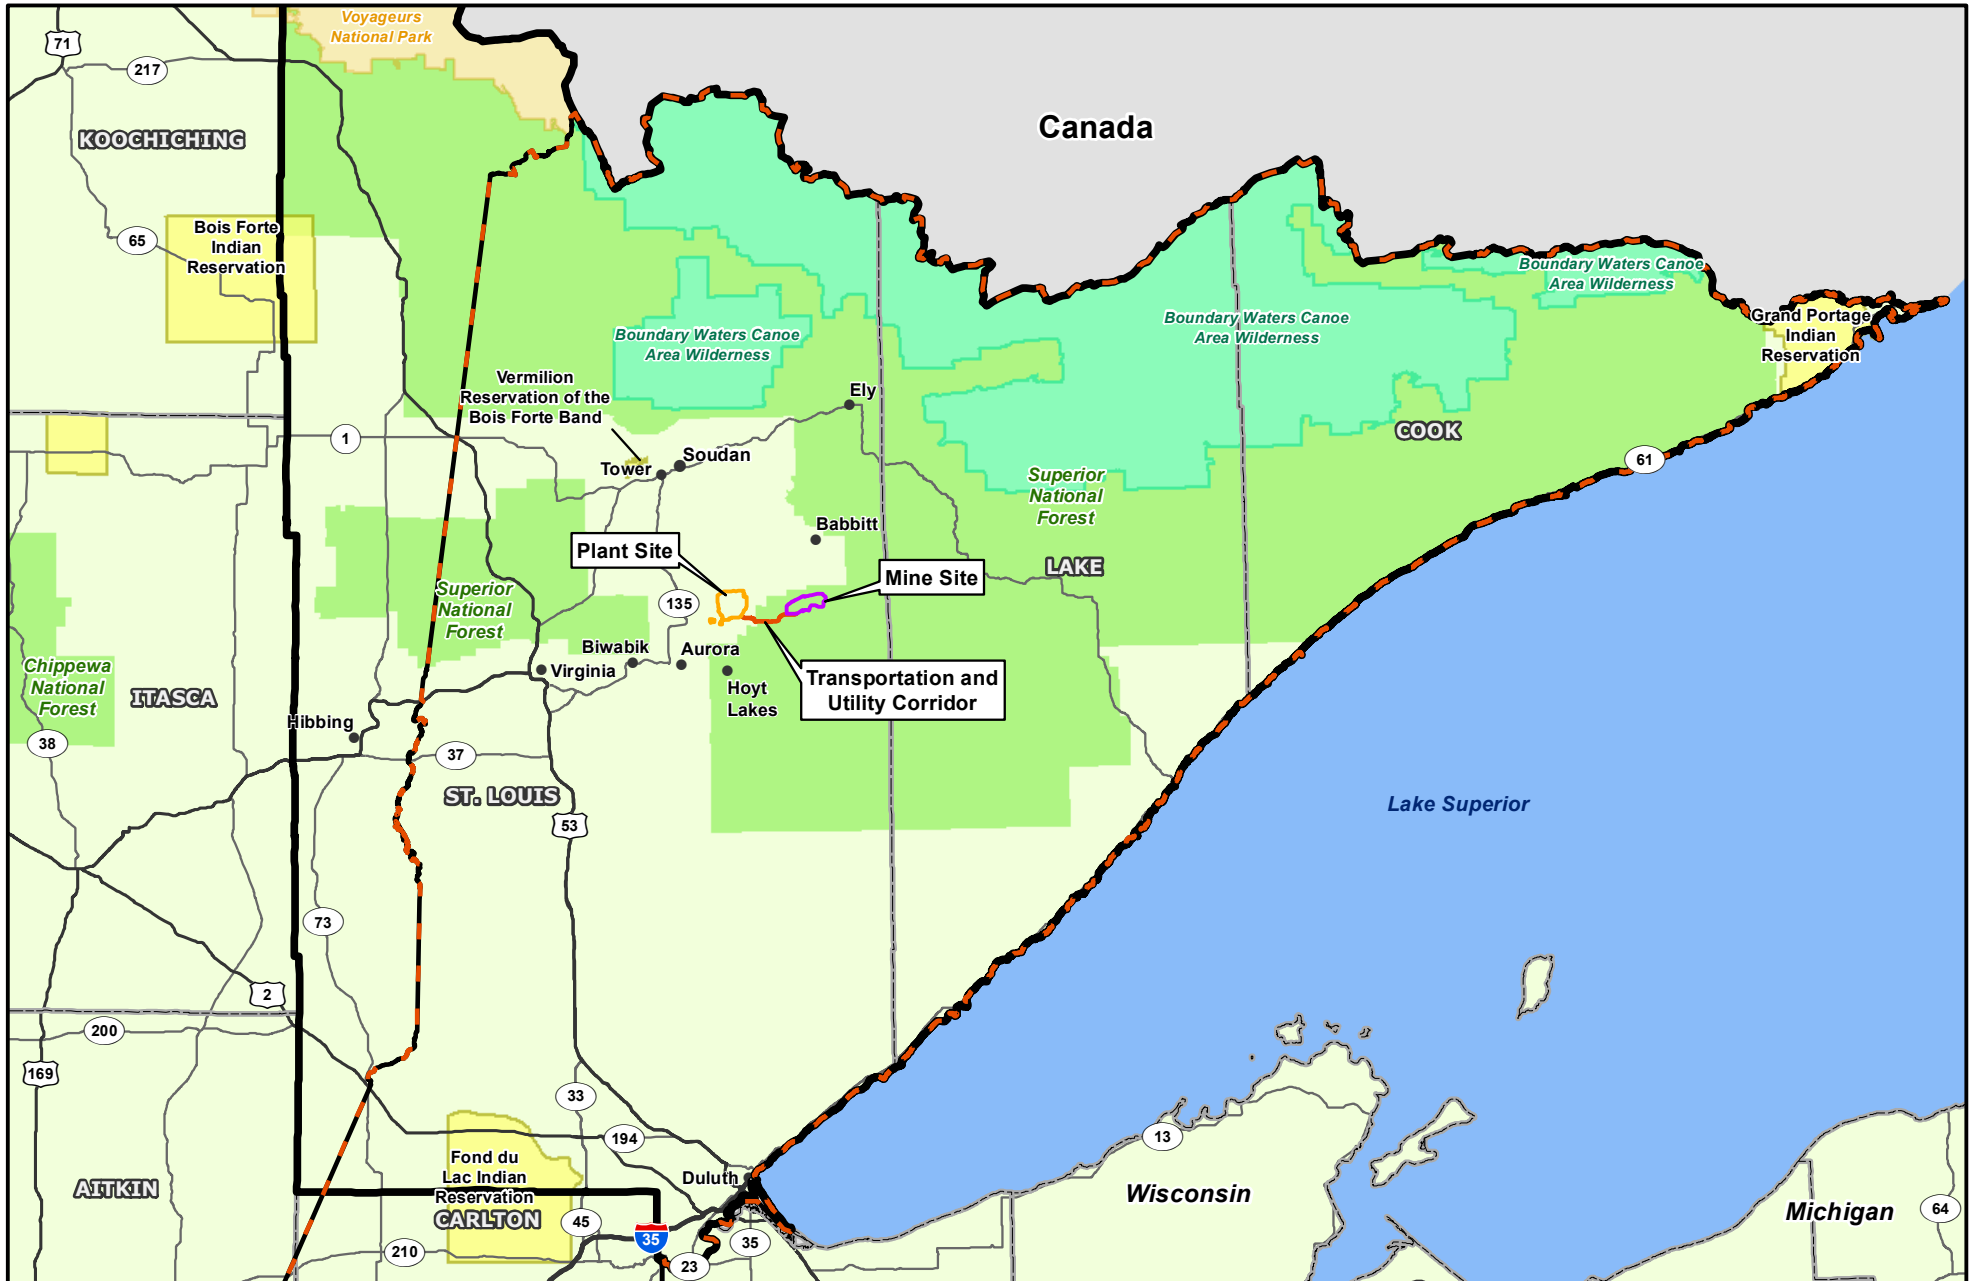 Voyageurs
National Park
71
217
Canada
KOOCHICHING
Bois Forte
Indian
Reservation
65
Boundary Waters Canoe
Area Wilderness
Grand Portage
Indian
Reservation
Boundary Waters Canoe
Area Wilderness
Boundary Waters Canoe
Area Wilderness
Vermilion
Reservation of the
Bois Forte Band
Ely
1
COOK
61
Tower
Soudan
Superior
National
Forest
Babbitt
Plant Site
Mine Site
LAKE
135
Superior
National
Forest
Biwabik
Aurora
Virginia
Hoyt
Lakes
Transportation and
Utility Corridor
Chippewa
National
Forest
ITASCA
Hibbing
38
37
ST. LOUIS
53
Lake Superior
73
2
200
169
33
194
13
Fond du
Lac Indian
Reservation
CARLTON
Duluth
AITKIN
Wisconsin
Michigan
64
45
35
35
210
23